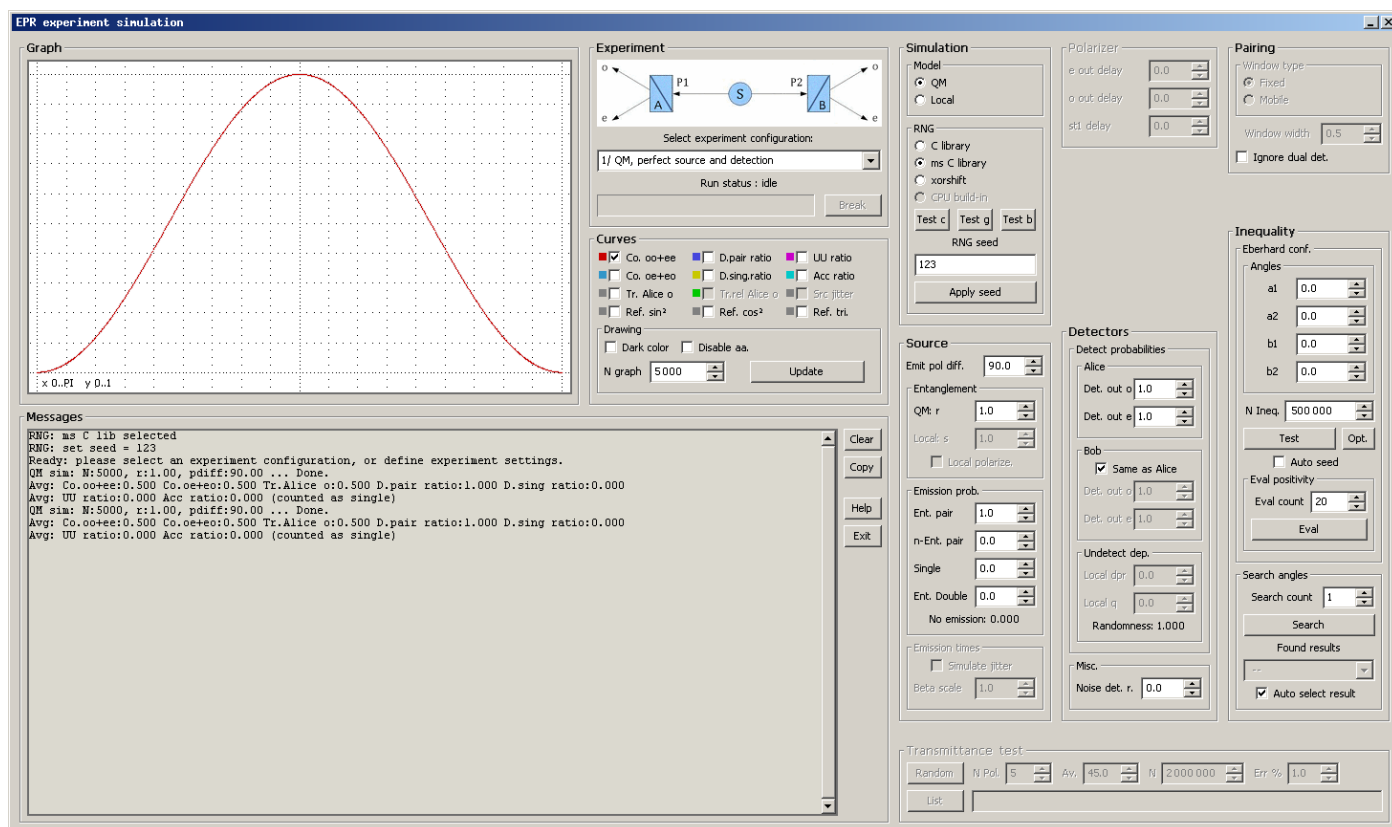 EPR experiment simulation
Graph
x 0..PI y 0..1
Experiment
o
e
A
P1
S
P2
B
o
e
Select experiment configuration:
1/ QM, perfect source and detection
Run status : idle
Break
Curves
Co. oo+ee D.pair ratio UU ratio
Co. oe+eo D.sing.ratio Acc ratio
Tr. Alice o Tr.rel Alice o Src jitter
Ref. sin² Ref. cos² Ref. tri.
Drawing
Dark color Disable aa.
N graph 5000 Update
Messages
RNG: ms C lib selected
RNG: set seed = 123
Ready: please select an experiment configuration, or define experiment settings.
QM sim: N:5000, r:1.00, pdiff:90.00 ... Done.
Avg: Co.oo+ee:0.500 Co.oe+eo:0.500 Tr.Alice o:0.500 D.pair ratio:1.000 D.sing ratio:0.000
Avg: UU ratio:0.000 Acc ratio:0.000 (counted as single)
QM sim: N:5000, r:1.00, pdiff:90.00 ... Done.
Avg: Co.oo+ee:0.500 Co.oe+eo:0.500 Tr.Alice o:0.500 D.pair ratio:1.000 D.sing ratio:0.000
Avg: UU ratio:0.000 Acc ratio:0.000 (counted as single)
Clear
Copy
Help
Exit
Simulation
Model
QM
Local
RNG
C library
ms C library
xorshift
CPU build-in
Test c Test g Test b
RNG seed
123
Apply seed
Source
Emit pol diff. 90.0
Entanglement
QM: r 1.0
Local: s 1.0
Local polarize.
Emission prob.
Ent. pair 1.0
n-Ent. pair 0.0
Single 0.0
Ent. Double 0.0
No emission: 0.000
Emission times
Simulate jitter
Beta scale 1.0
Polarizer
e out delay 0.0
o out delay 0.0
st1 delay 0.0
Detectors
Detect probabilities
Alice
Det. out o 1.0
Det. out e 1.0
Bob
Same as Alice
Det. out o 1.0
Det. out e 1.0
Undetect dep.
Local dpr 0.0
Local q 0.0
Randomness: 1.000
Misc.
Noise det. r. 0.0
Pairing
Window type
Fixed
Mobile
Window width 0.5
Ignore dual det.
Inequality
Eberhard conf.
Angles
a1 0.0
a2 0.0
b1 0.0
b2 0.0
N Ineq. 500 000
Test Opt.
Auto seed
Eval positivity
Eval count 20
Eval
Search angles
Search count 1
Search
Found results
--
Auto select result
Transmittance test
Random N Pol. 5 Av. 45.0 N 2000000 Err % 1.0
List